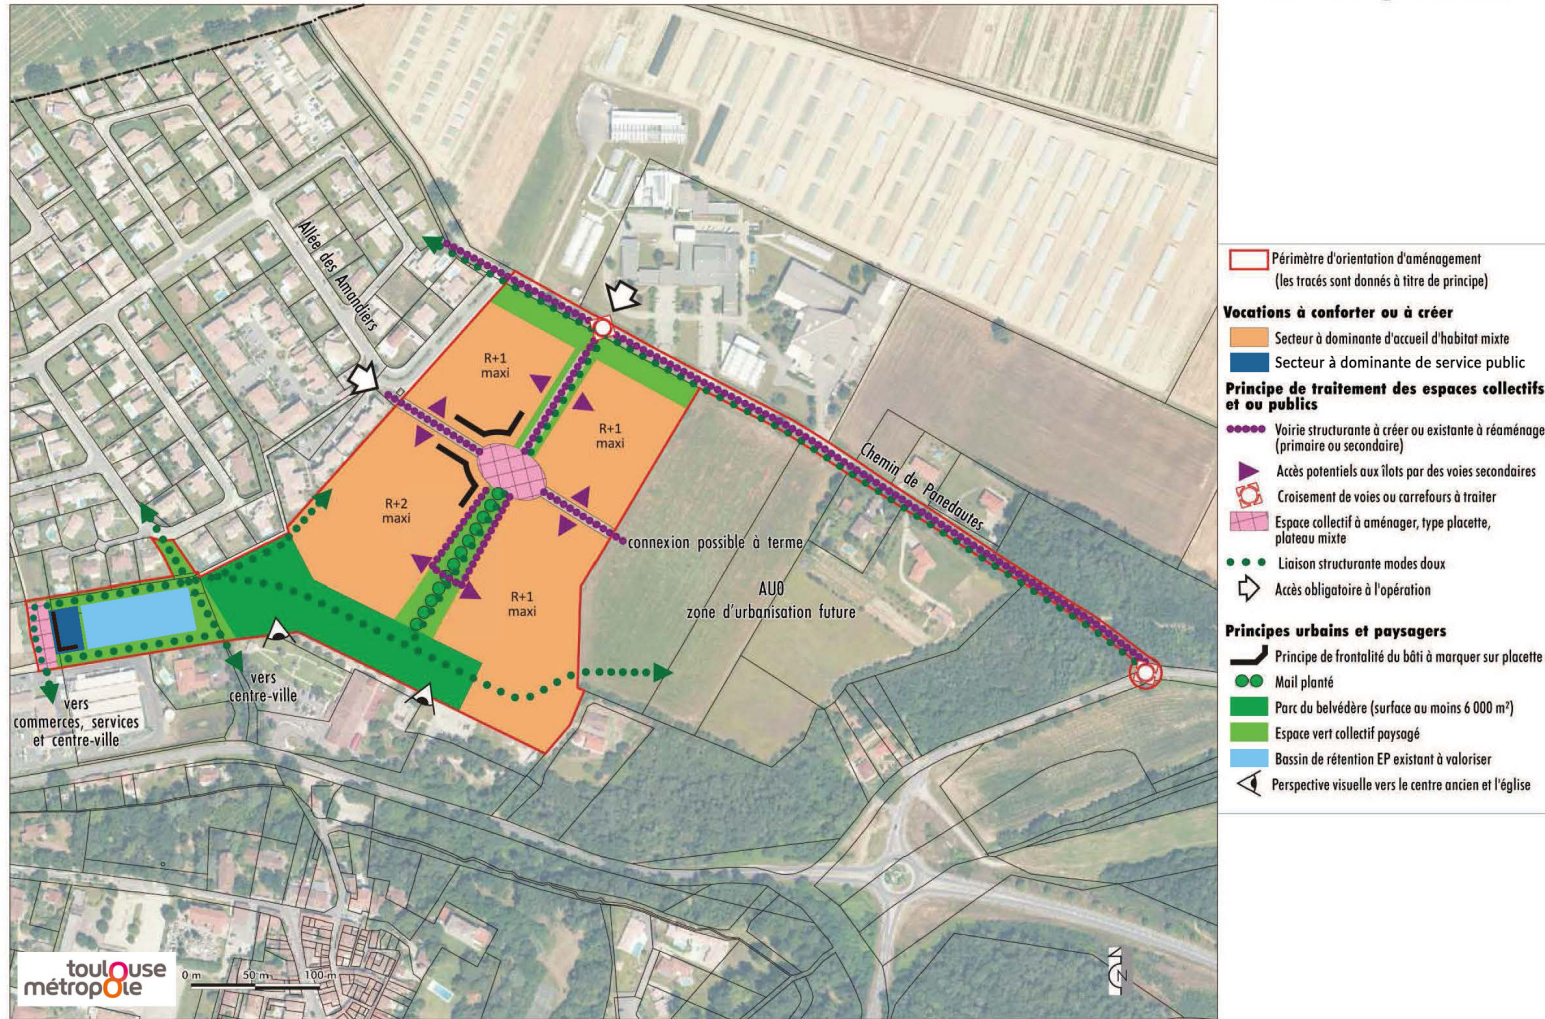 Allée des Amandiers
R+1
maxi
R+1
maxi
R+2
maxi
R+1
maxi
Chemin de Panedautes
connexion possible à terme
AU0
zone d'urbanisation future
vers
centre-ville
vers
commerces, services
et centre-ville
toulouse
métropole
0 m 50 m 100 m
N
Périmètre d'orientation d'aménagement
(les tracés sont donnés à titre de principe)
Vocations à conforter ou à créer
Secteur à dominante d'accueil d'habitat mixte
Secteur à dominante de service public
Principe de traitement des espaces collectifs
et ou publics
Voirie structurante à créer ou existante à réaménage
(primaire ou secondaire)
Accès potentiels aux îlots par des voies secondaires
Croisement de voies ou carrefours à traiter
Espace collectif à aménager, type placette,
plateau mixte
Liaison structurante modes doux
Accès obligatoire à l'opération
Principes urbains et paysagers
Principe de frontalité du bâti à marquer sur placette
Mail planté
Parc du belvédère (surface au moins 6 000 m²)
Espace vert collectif paysagé
Bassin de rétention EP existant à valoriser
Perspective visuelle vers le centre ancien et l'église